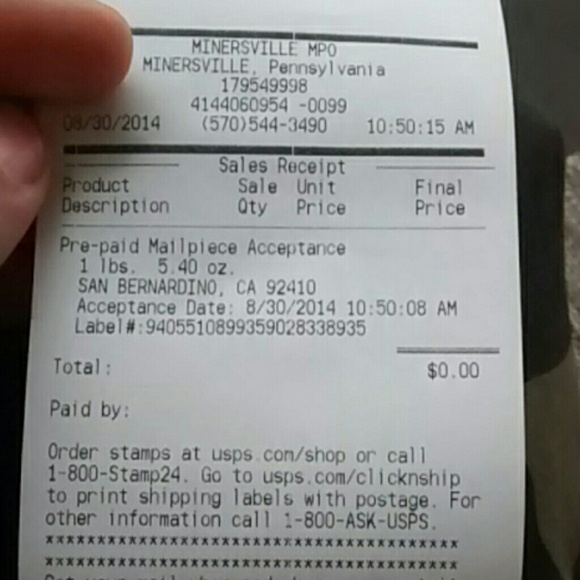 MINERSVILLE MPO
MINERSVILLE, Pennsylvania
179549998
4144060954 -0099
08/30/2014 (570)544-3490 10:50:15 AM
Sales Receipt
Product Sale Unit Final
Description Qty Price Price
Pre-paid Mailpiece Acceptance
1 lbs. 5.40 oz.
SAN BERNARDINO, CA 92410
Acceptance Date: 8/30/2014 10:50:08 AM
Label#:9405510899359028338935
Total: $0.00
Paid by:
Order stamps at usps.com/shop or call
1-800-Stamp24. Go to usps.com/clicknship
to print shipping labels with postage. For
other information call 1-800-ASK-USPS.
****************************************
****************************************